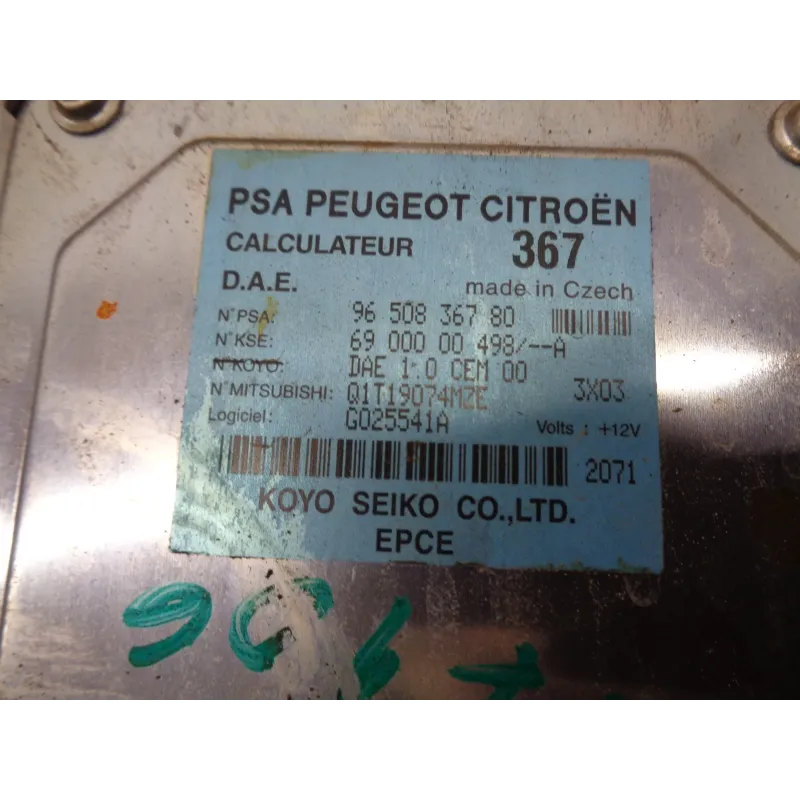 PSA PEUGEOT CITROËN
CALCULATEUR 367
D.A.E. made in Czech
N°PSA: 96 508 367 80
N°KSE: 69 000 00 498/--A
N°KOYO: DAE 1.0 CEM 00
N°MITSUBISHI: Q1T19074MZE 3X03
Logiciel: G025541A Volts : +12V
2071
KOYO SEIKO CO.,LTD.
EPCE